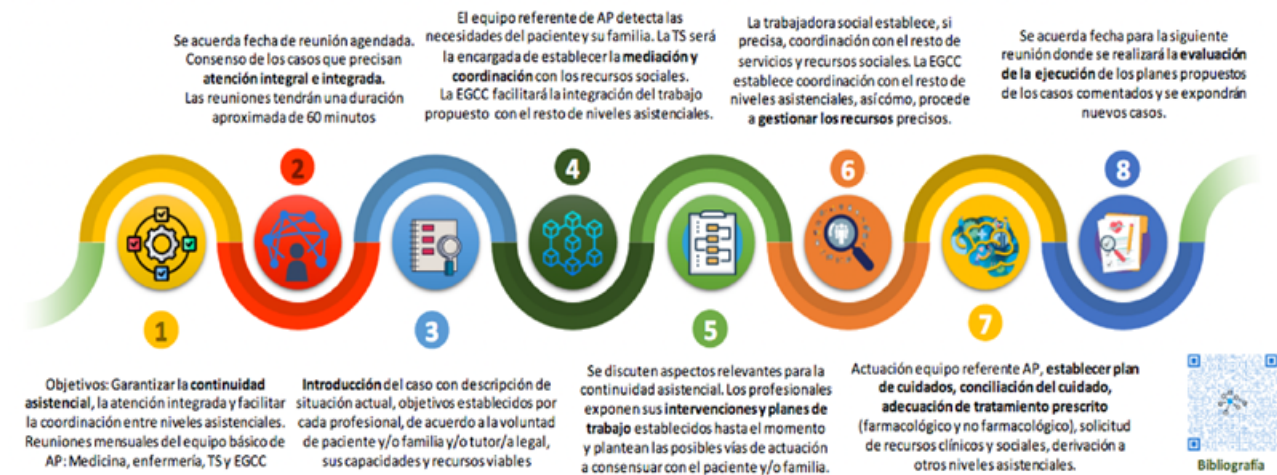 Se acuerda fecha de reunión agendada.
Consenso de los casos que precisan
atención integral e integrada.
Las reuniones tendrán una duración
aproximada de 60 minutos
El equipo referente de AP detecta las
necesidades del paciente y su familia. La TS será
la encargada de establecer la mediación y
coordinación con los recursos sociales.
La EGCC facilitará la integración del trabajo
propuesto con el resto de niveles asistenciales.
La trabajadora social establece, si
precisa, coordinación con el resto de
servicios y recursos sociales. La EGCC
establece coordinación con el resto de
niveles asistenciales, así cómo, procede
a gestionar los recursos precisos.
Se acuerda fecha para la siguiente
reunión donde se realizará la evaluación
de la ejecución de los planes propuestos
de los casos comentados y se expondrán
nuevos casos.
2
4
6
8
1
3
5
7
Objetivos: Garantizar la continuidad
asistencial, la atención integrada y facilitar
la coordinación entre niveles asistenciales.
Reuniones mensuales del equipo básico de
AP: Medicina, enfermería, TS y EGCC
Introducción del caso con descripción de
situación actual, objetivos establecidos por
cada profesional, de acuerdo a la voluntad
de paciente y/o familia y/o tutor/a legal,
sus capacidades y recursos viables
Se discuten aspectos relevantes para la
continuidad asistencial. Los profesionales
exponen sus intervenciones y planes de
trabajo establecidos hasta el momento
y plantean las posibles vías de actuación
a consensuar con el paciente y/o familia.
Actuación equipo referente AP, establecer plan
de cuidados, conciliación del cuidado,
adecuación de tratamiento prescrito
(farmacológico y no farmacológico), solicitud
de recursos clínicos y sociales, derivación a
otros niveles asistenciales.
Bibliografía